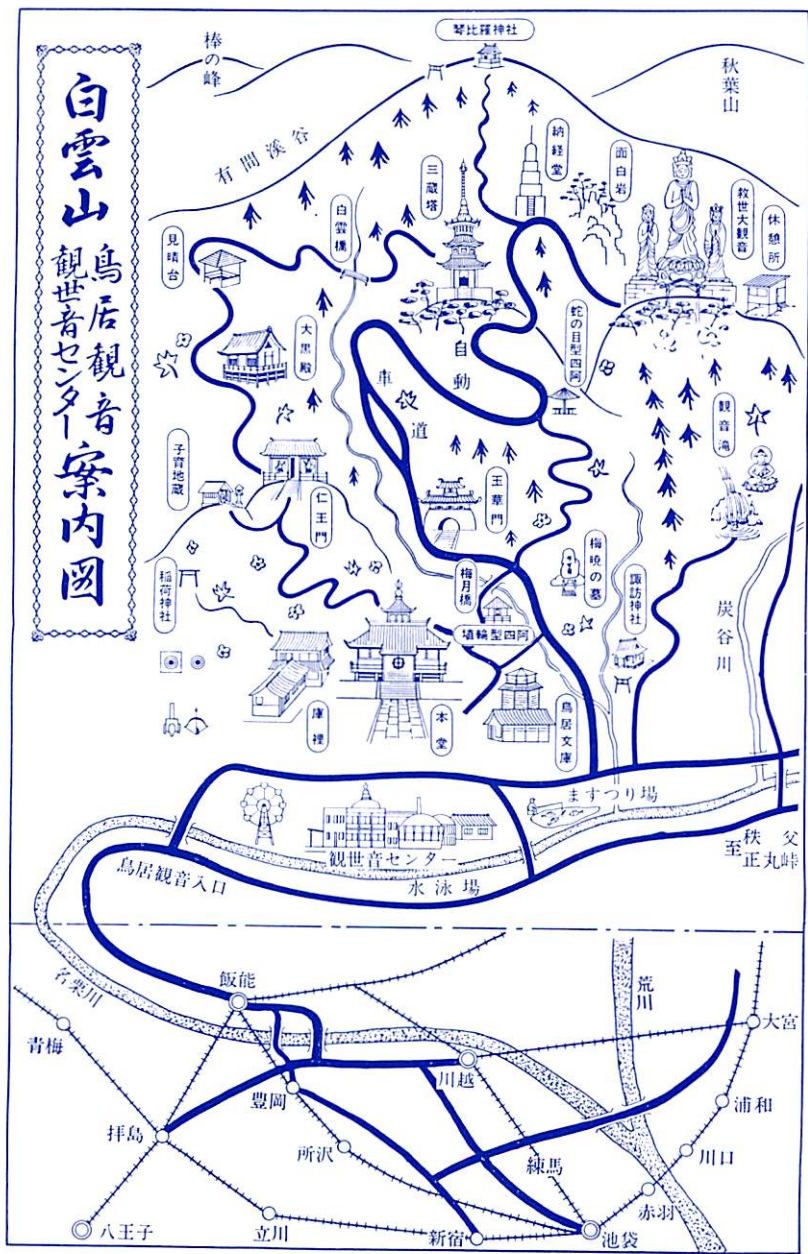 白雲山
鳥居観音
観世音センター
案内図
琴比羅神社
棒の峰
秋葉山
有間渓谷
納経堂
面白岩
三蔵塔
救世大観音
白雲橋
休憩所
見晴台
蛇の目型四阿
大黒殿
自動車道
観音滝
子育地蔵
仁王門
玉華門
梅暁の墓
梅月橋
諏訪神社
稲荷神社
埴輪型四阿
炭谷川
庫裡
本堂
鳥居文庫
ますつり場
観世音センター
至秩父
正丸峠
鳥居観音入口
水泳場
名栗川
飯能
荒川
青梅
川越
大宮
豊岡
浦和
拝島
所沢
練馬
川口
赤羽
八王子
立川
新宿
池袋